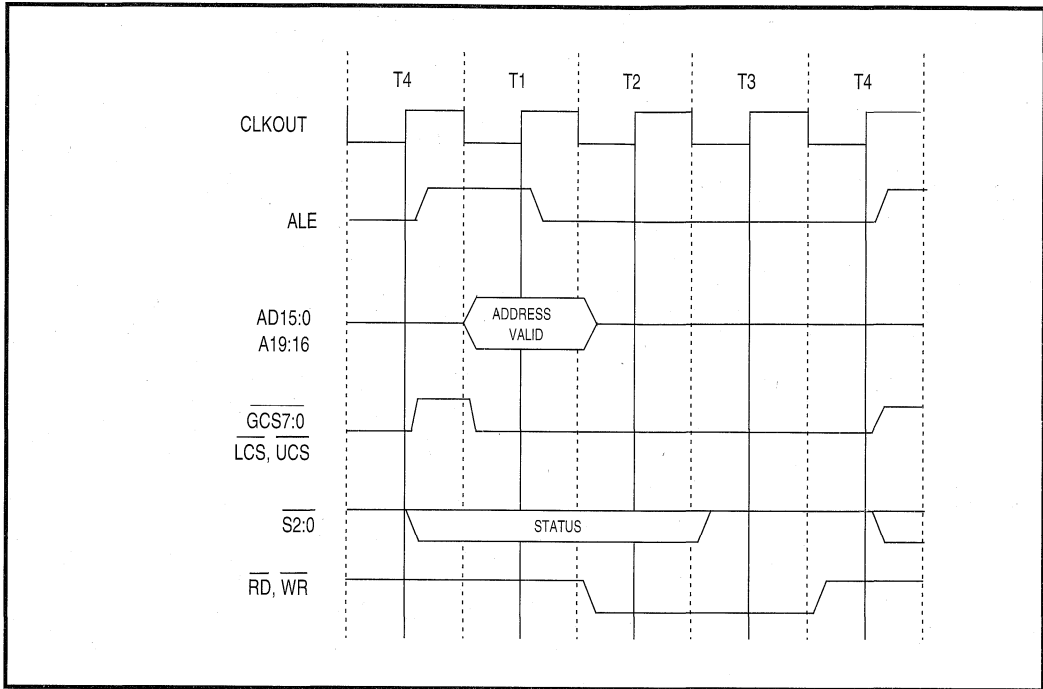 T4 T1 T2 T3 T4
CLKOUT
ALE
AD15:0
A19:16
ADDRESS
VALID
GCS7:0
LCS, UCS
S2:0
STATUS
RD, WR